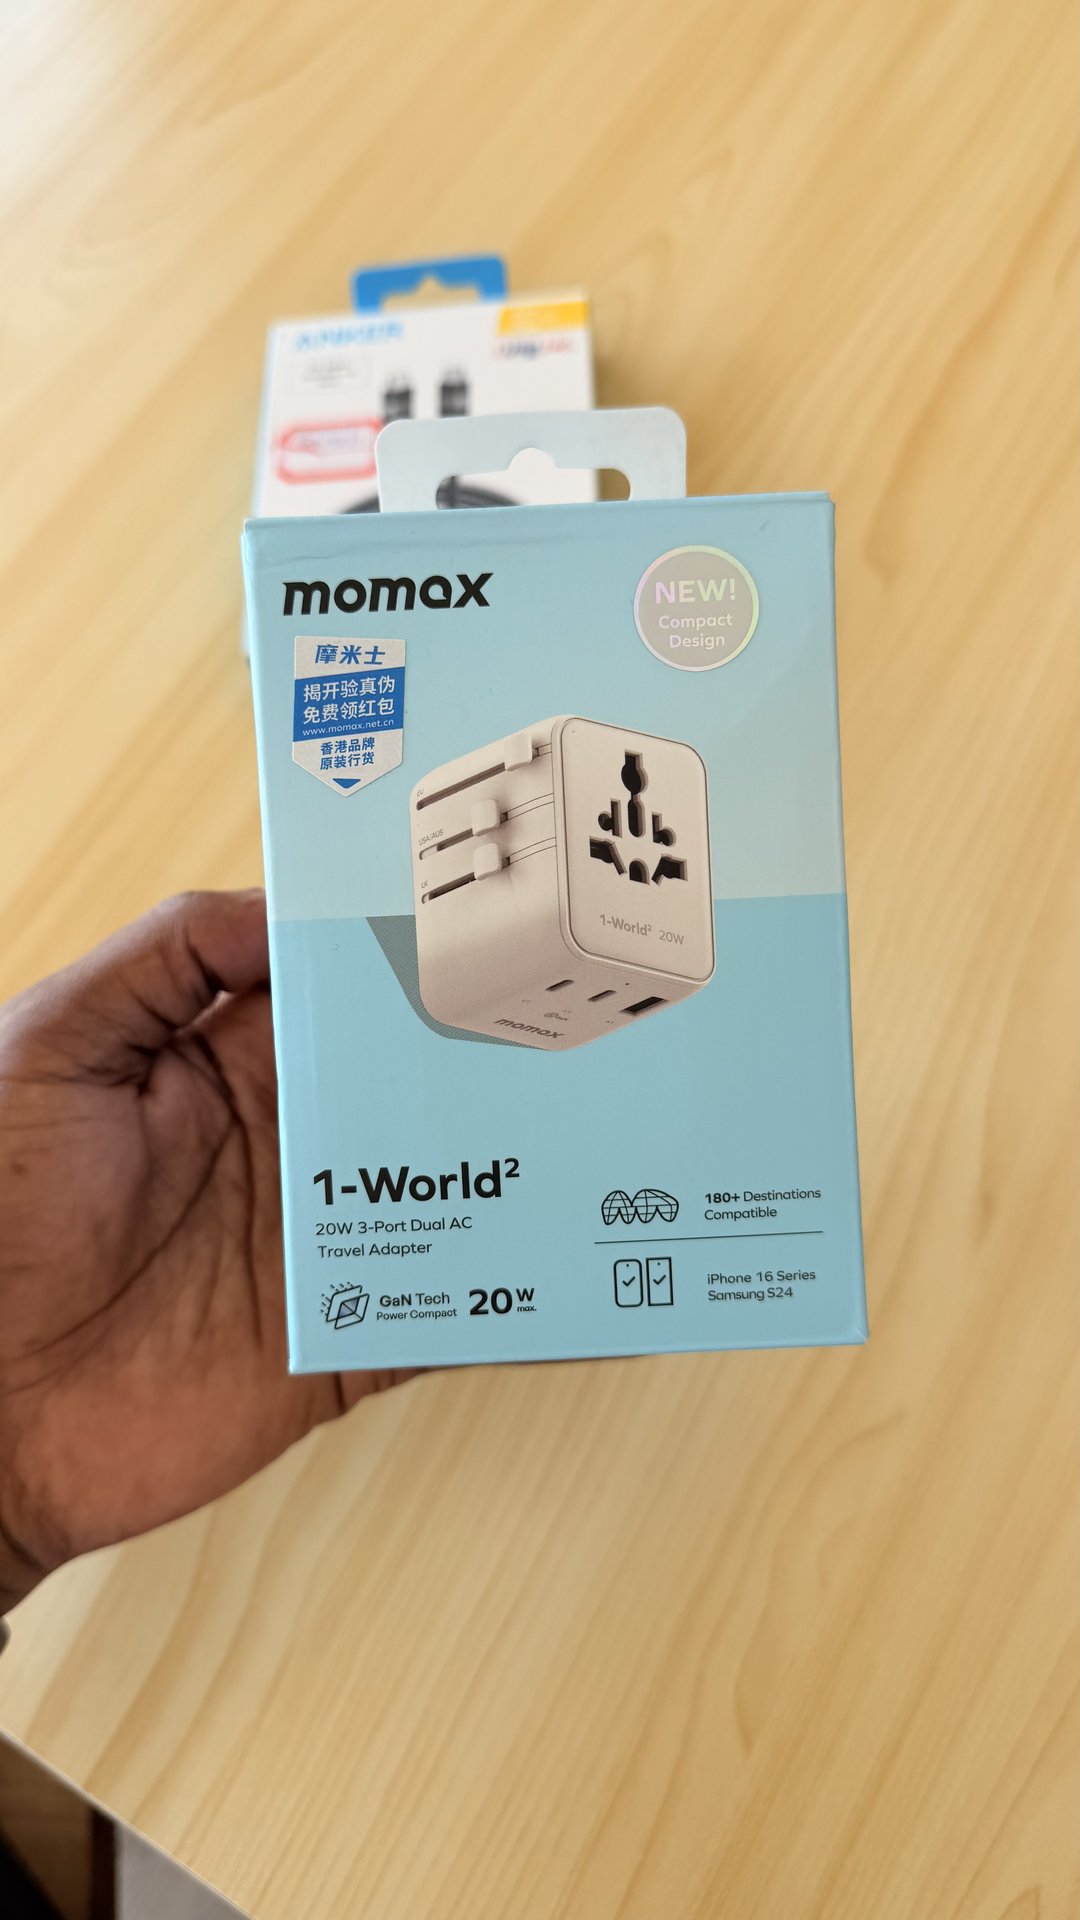 ANKER
momax
NEW!
Compact
Design
摩米士
揭开验真伪
免费领红包
www.momax.net.cn
香港品牌
原装行货
EU
USA/AUS
UK
1-World² 20W
momax
1-World²
20W 3-Port Dual AC
Travel Adapter
GaN Tech
Power Compact
20W max.
180+ Destinations
Compatible
iPhone 16 Series
Samsung S24